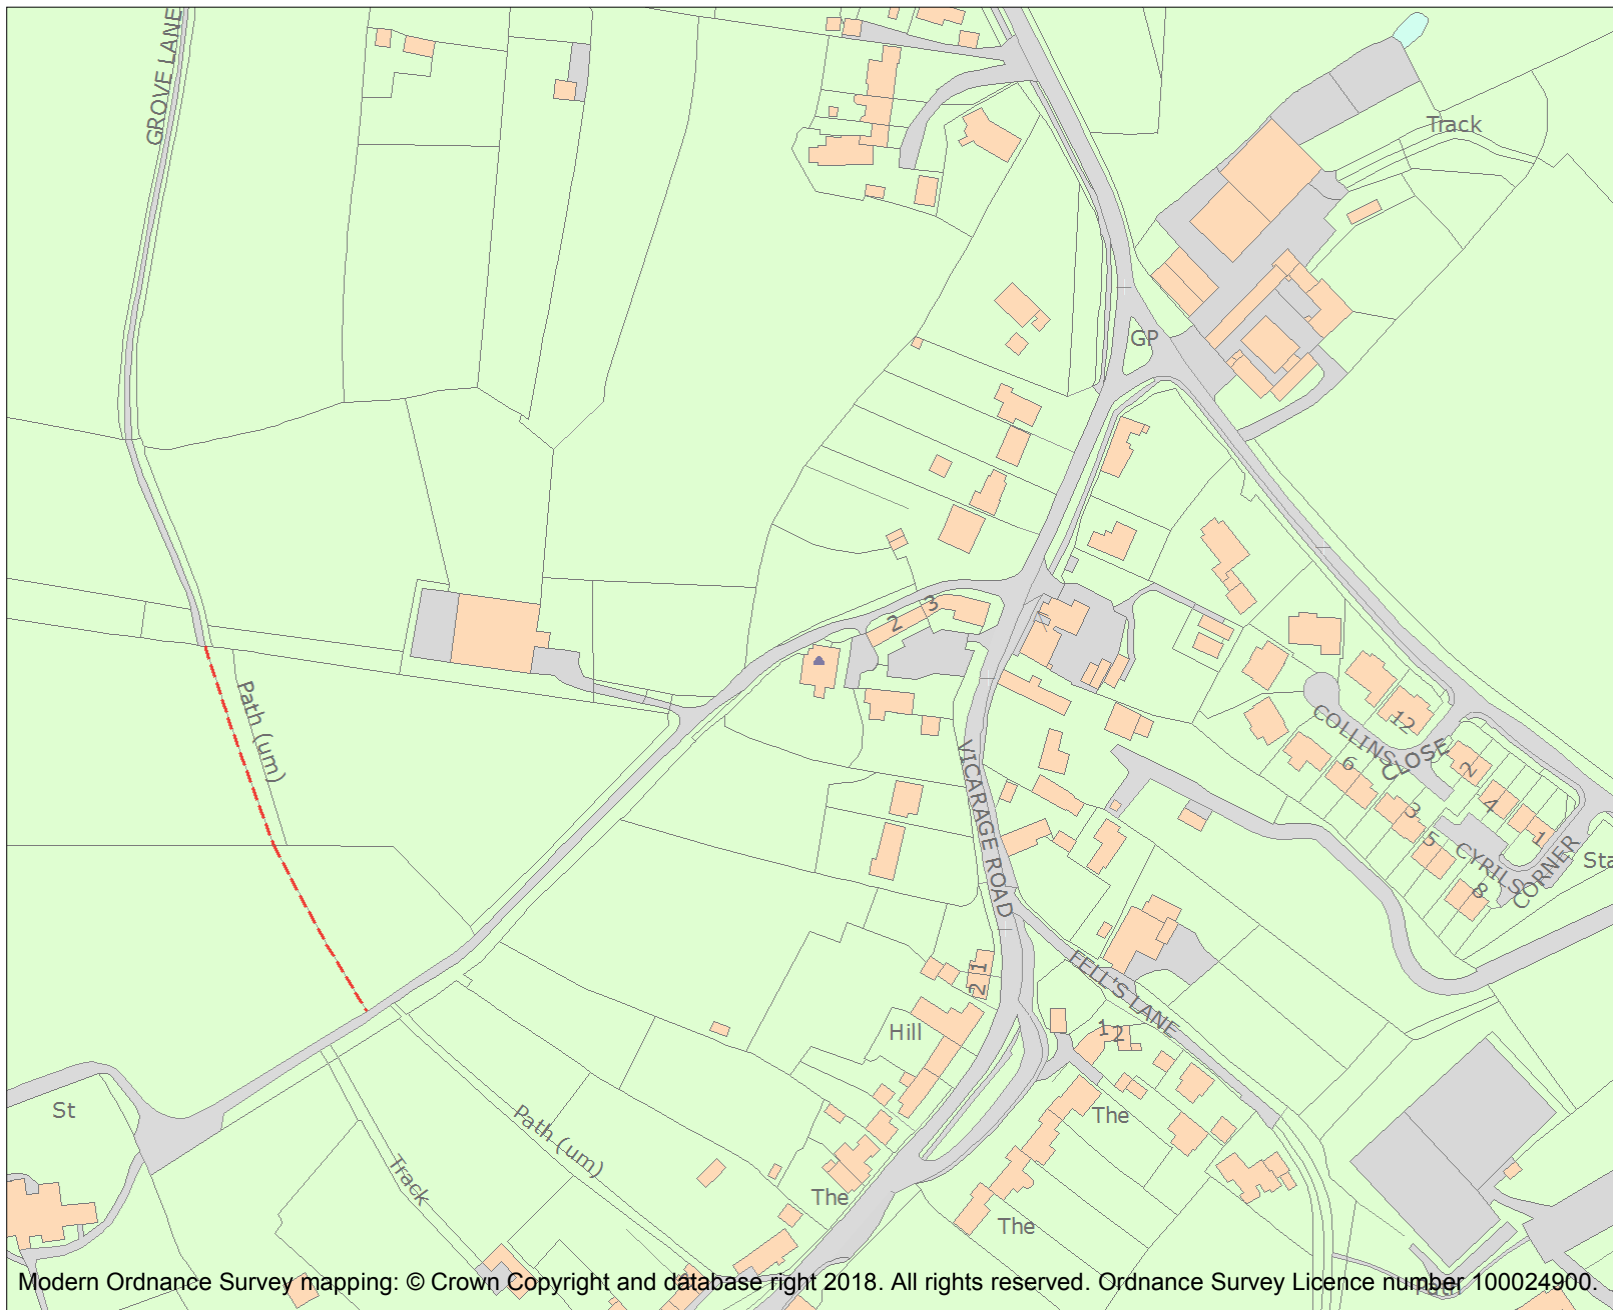 GROVE LANE
Track
GP
3
2
Path (um)
COLLINS
CLOSE
12
6
2
4
3
1
5
CYRILS
CORNER
8
Sta
VICARAGE ROAD
FELL'S LANE
1
2
Hill
1
2
St
The
Path (um)
Track
The
The
Path
Modern Ordnance Survey mapping: © Crown Copyright and database right 2018. All rights reserved. Ordnance Survey Licence number 100024900.